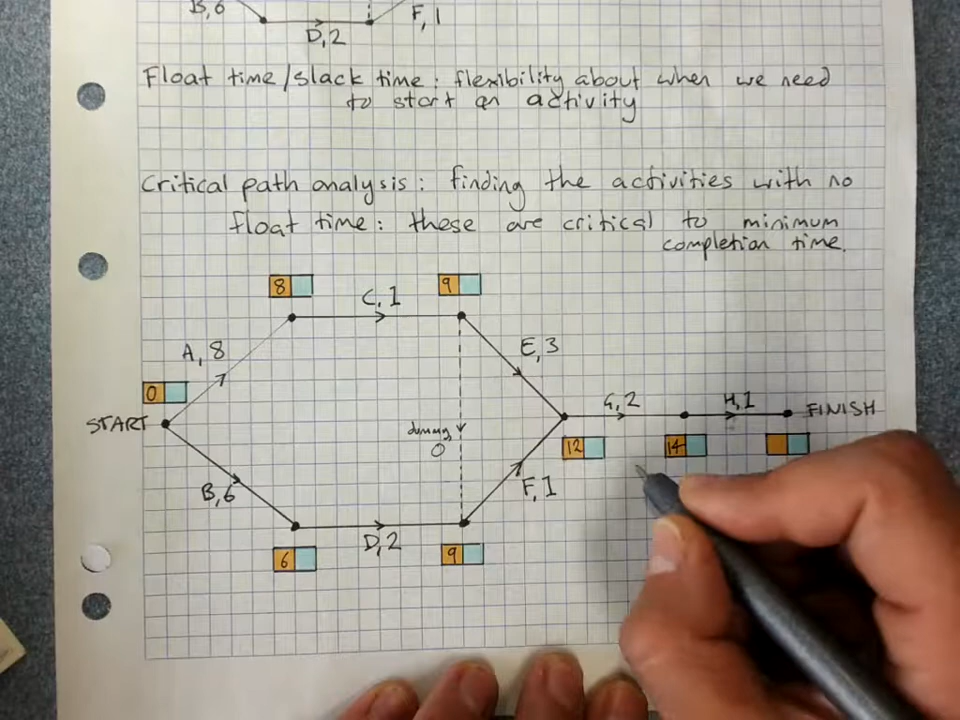 B,6
D,2
F,1
Float time/slack time: flexibility about when we need
to start an activity
Critical path analysis: finding the activities with no
float time: these are critical to minimum
completion time.
8
C,1
9
A,8
E,3
0
START
G,2
H,1
FINISH
dummy,
0
12
14
B,6
F,1
D,2
6
9